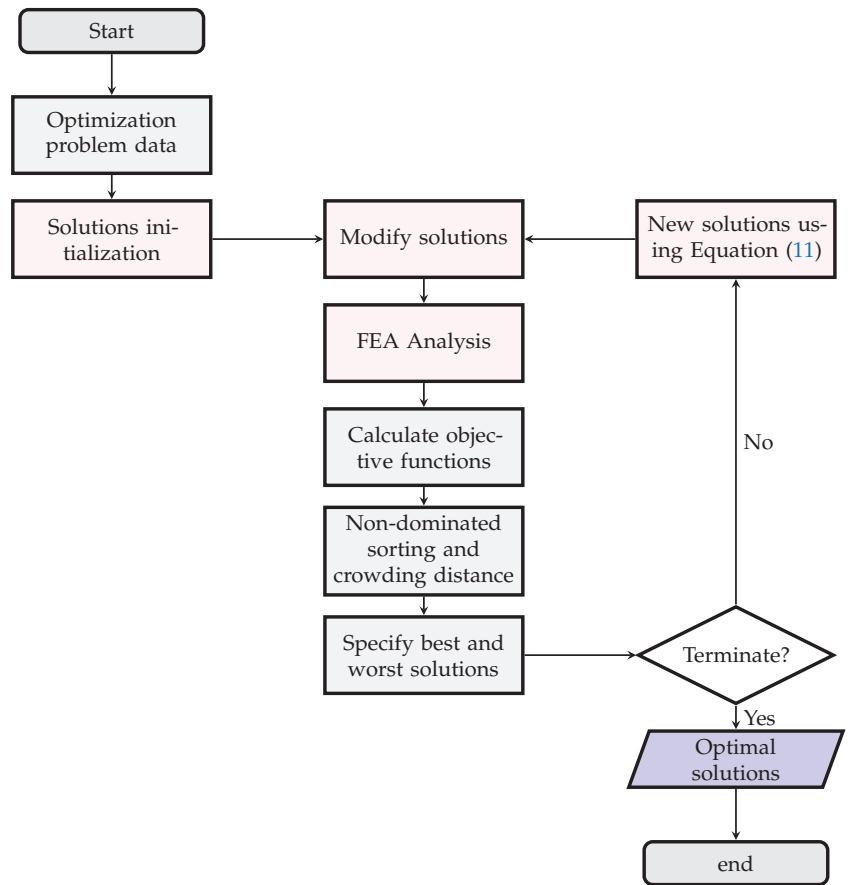 Start
Optimization
problem data
Solutions ini-
tialization
Modify solutions
New solutions us-
ing Equation (11)
FEA Analysis
Calculate objec-
tive functions
No
Non-dominated
sorting and
crowding distance
Specify best and
worst solutions
Terminate?
Yes
Optimal
solutions
end